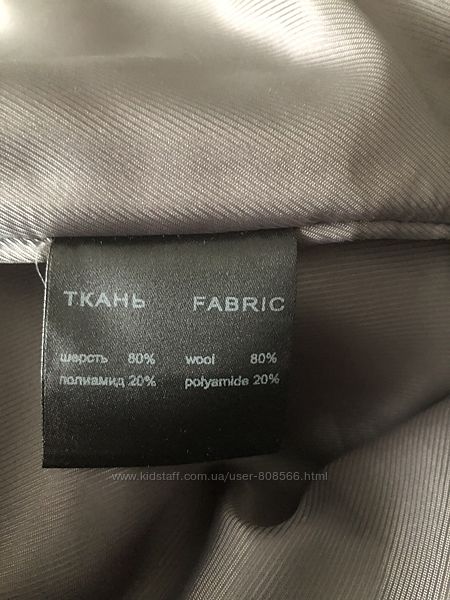 ТКАНЬ FABRIC
шерсть 80% wool 80%
полиамид 20% polyamide 20%
www.kidstaff.com.ua/user-808566.html